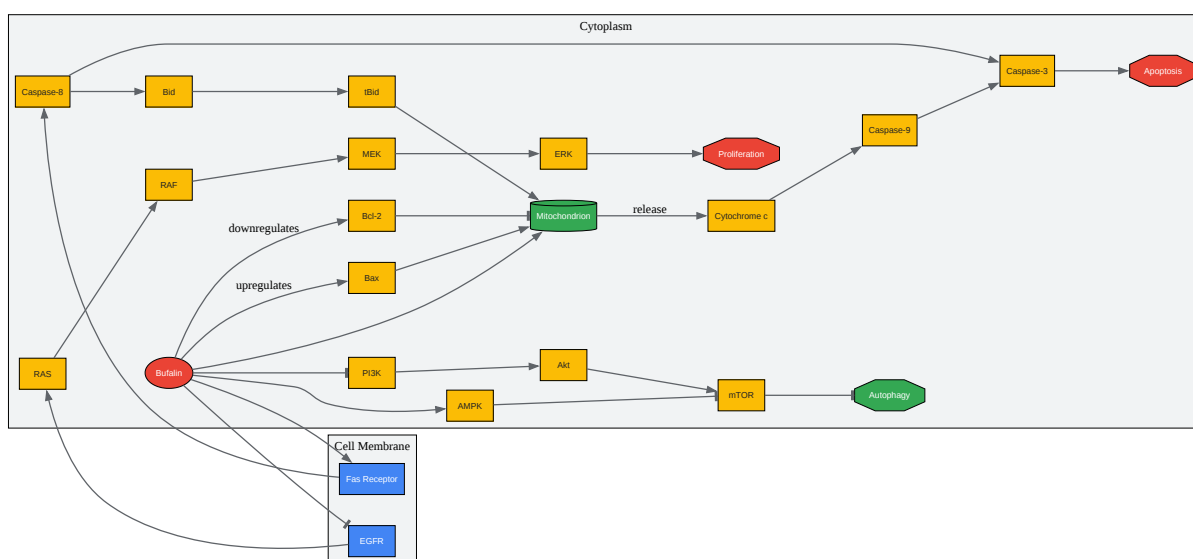 Cytoplasm
Caspase-3
Apoptosis
Caspase-8
Bid
tBid
Caspase-9
MEK
ERK
Proliferation
RAF
Bcl-2
Mitochondrion
release
Cytochrome c
downregulates
Bax
upregulates
RAS
Bufalin
PI3K
Akt
AMPK
mTOR
Autophagy
Cell Membrane
Fas Receptor
EGFR